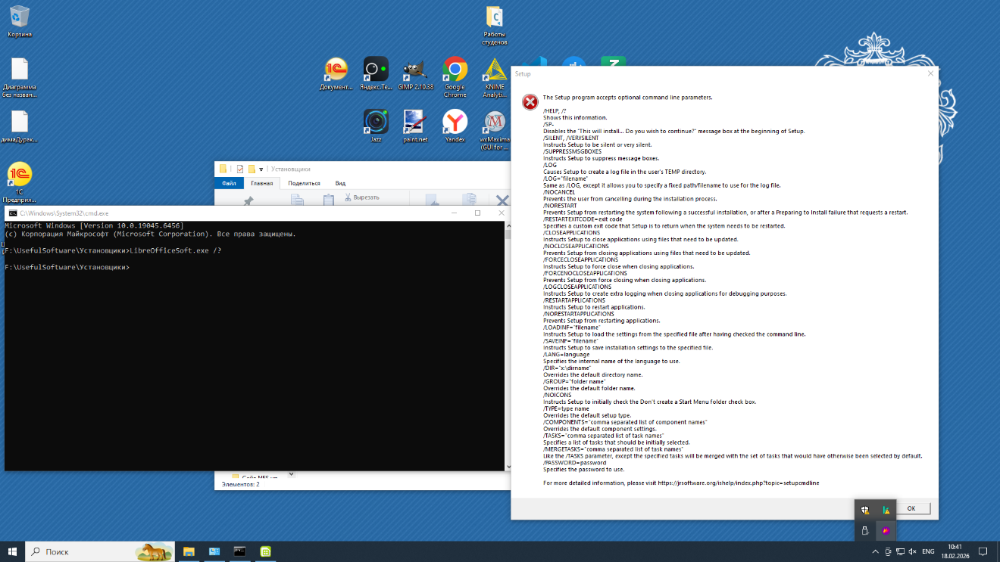 Корзина
Работы
студенов
Диаграмма
без назван...
Документ...
Яндекс.Те...
GIMP 2.10.38
Google
Chrome
KNIME
Analyti...
димаДурак...
Jazz
paint.net
Yandex
wxMaxima
(GUI for ...
1C
Предприя...
Установщики
Файл
Главная
Поделиться
Вид
Вырезать
C:\Windows\System32\cmd.exe
Microsoft Windows [Version 10.0.19045.6456]
(c) Корпорация Майкрософт (Microsoft Corporation). Все права защищены.
F:\UsefulSoftware\Установщики>LibreOfficeSoft.exe /?
F:\UsefulSoftware\Установщики>
Элементов: 2
Setup
The Setup program accepts optional command line parameters.
/HELP, /?
Shows this information.
/SP-
Disables the "This will install... Do you wish to continue?" message box at the beginning of Setup.
/SILENT, /VERYSILENT
Instructs Setup to be silent or very silent.
/SUPPRESSMSGBOXES
Instructs Setup to suppress message boxes.
/LOG
Causes Setup to create a log file in the user's TEMP directory.
/LOG="filename"
Same as /LOG, except it allows you to specify a fixed path/filename to use for the log file.
/NOCANCEL
Prevents the user from cancelling during the installation process.
/NORESTART
Prevents Setup from restarting the system following a successful installation, or after a Preparing to Install failure that requests a restart.
/RESTARTEXITCODE=exit code
Specifies a custom exit code that Setup is to return when the system needs to be restarted.
/CLOSEAPPLICATIONS
Instructs Setup to close applications using files that need to be updated.
/NOCLOSEAPPLICATIONS
Prevents Setup from closing applications using files that need to be updated.
/FORCECLOSEAPPLICATIONS
Instructs Setup to force close when closing applications.
/FORCENOCLOSEAPPLICATIONS
Prevents Setup from force closing when closing applications.
/LOGCLOSEAPPLICATIONS
Instructs Setup to create extra logging when closing applications for debugging purposes.
/RESTARTAPPLICATIONS
Instructs Setup to restart applications.
/NORESTARTAPPLICATIONS
Prevents Setup from restarting applications.
/LOADINF="filename"
Instructs Setup to load the settings from the specified file after having checked the command line.
/SAVEINF="filename"
Instructs Setup to save installation settings to the specified file.
/LANG=language
Specifies the internal name of the language to use.
/DIR="x:\dirname"
Overrides the default directory name.
/GROUP="folder name"
Overrides the default folder name.
/NOICONS
Instructs Setup to initially check the Don't create a Start Menu folder check box.
/TYPE=type name
Overrides the default setup type.
/COMPONENTS="comma separated list of component names"
Overrides the default component settings.
/TASKS="comma separated list of task names"
Specifies a list of tasks that should be initially selected.
/MERGETASKS="comma separated list of task names"
Like the /TASKS parameter, except the specified tasks will be merged with the set of tasks that would have otherwise been selected by default.
/PASSWORD=password
Specifies the password to use.
For more detailed information, please visit https://jrsoftware.org/ishelp/index.php?topic=setupcmdline
OK
Поиск
ENG
10:41
18.02.2026